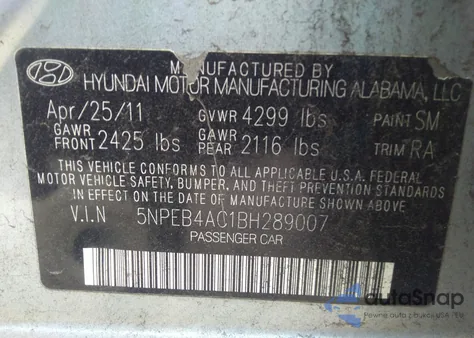 MANUFACTURED BY
HYUNDAI MOTOR MANUFACTURING ALABAMA, LLC
Apr/25/11 GVWR 4299 lbs PAINT SM
GAWR FRONT 2425 lbs GAWR REAR 2116 lbs TRIM RA
THIS VEHICLE CONFORMS TO ALL APPLICABLE U.S.A. FEDERAL
MOTOR VEHICLE SAFETY, BUMPER, AND THEFT PREVENTION
STANDARDS IN EFFECT ON THE DATE OF MANUFACTURE SHOWN ABOVE.
V.I.N 5NPEB4AC1BH289007
PASSENGER CAR
autoSnap